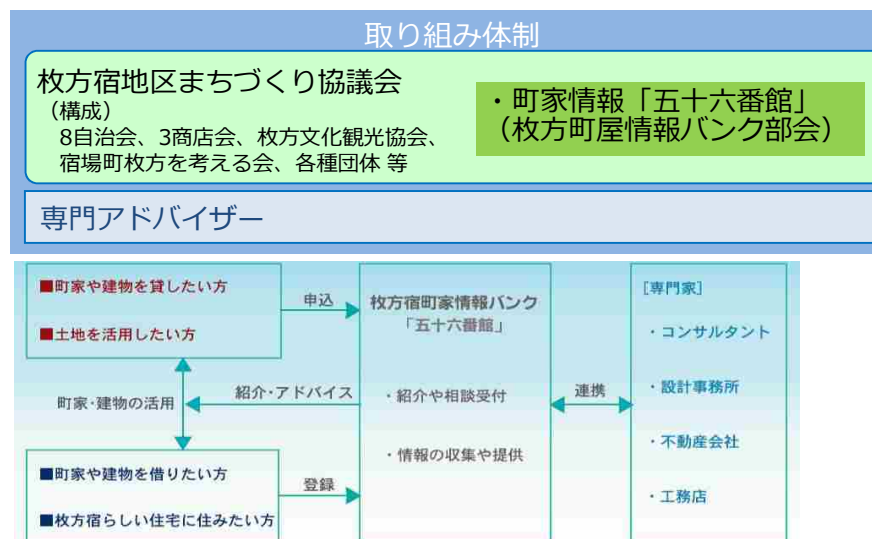 取り組み体制
枚方宿地区まちづくり協議会
（構成）
8自治会、3商店会、枚方文化観光協会、
宿場町枚方を考える会、各種団体 等
・町家情報「五十六番館」
（枚方町屋情報バンク部会）
専門アドバイザー
■町家や建物を貸したい方
■土地を活用したい方
申込
枚方宿町家情報バンク
「五十六番館」
・紹介や相談受付
・情報の収集や提供
紹介・アドバイス
町家・建物の活用
■町家や建物を借りたい方
■枚方宿らしい住宅に住みたい方
登録
連携
［専門家］
・コンサルタント
・設計事務所
・不動産会社
・工務店